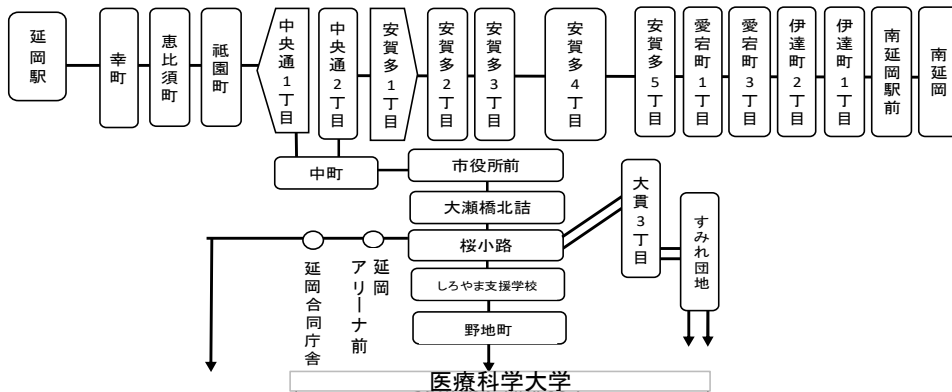 延岡駅
幸町
恵比須町
祗園町
中央通1丁目
中央通2丁目
安賀多1丁目
安賀多2丁目
安賀多3丁目
安賀多4丁目
安賀多5丁目
愛宕町1丁目
愛宕町3丁目
伊達町2丁目
伊達町1丁目
南延岡駅前
南延岡
中町
市役所前
大瀬橋北詰
桜小路
しろやま支援学校
野地町
大貫3丁目
すみれ団地
延岡
アリーナ前
延岡合同庁舎
医療科学大学